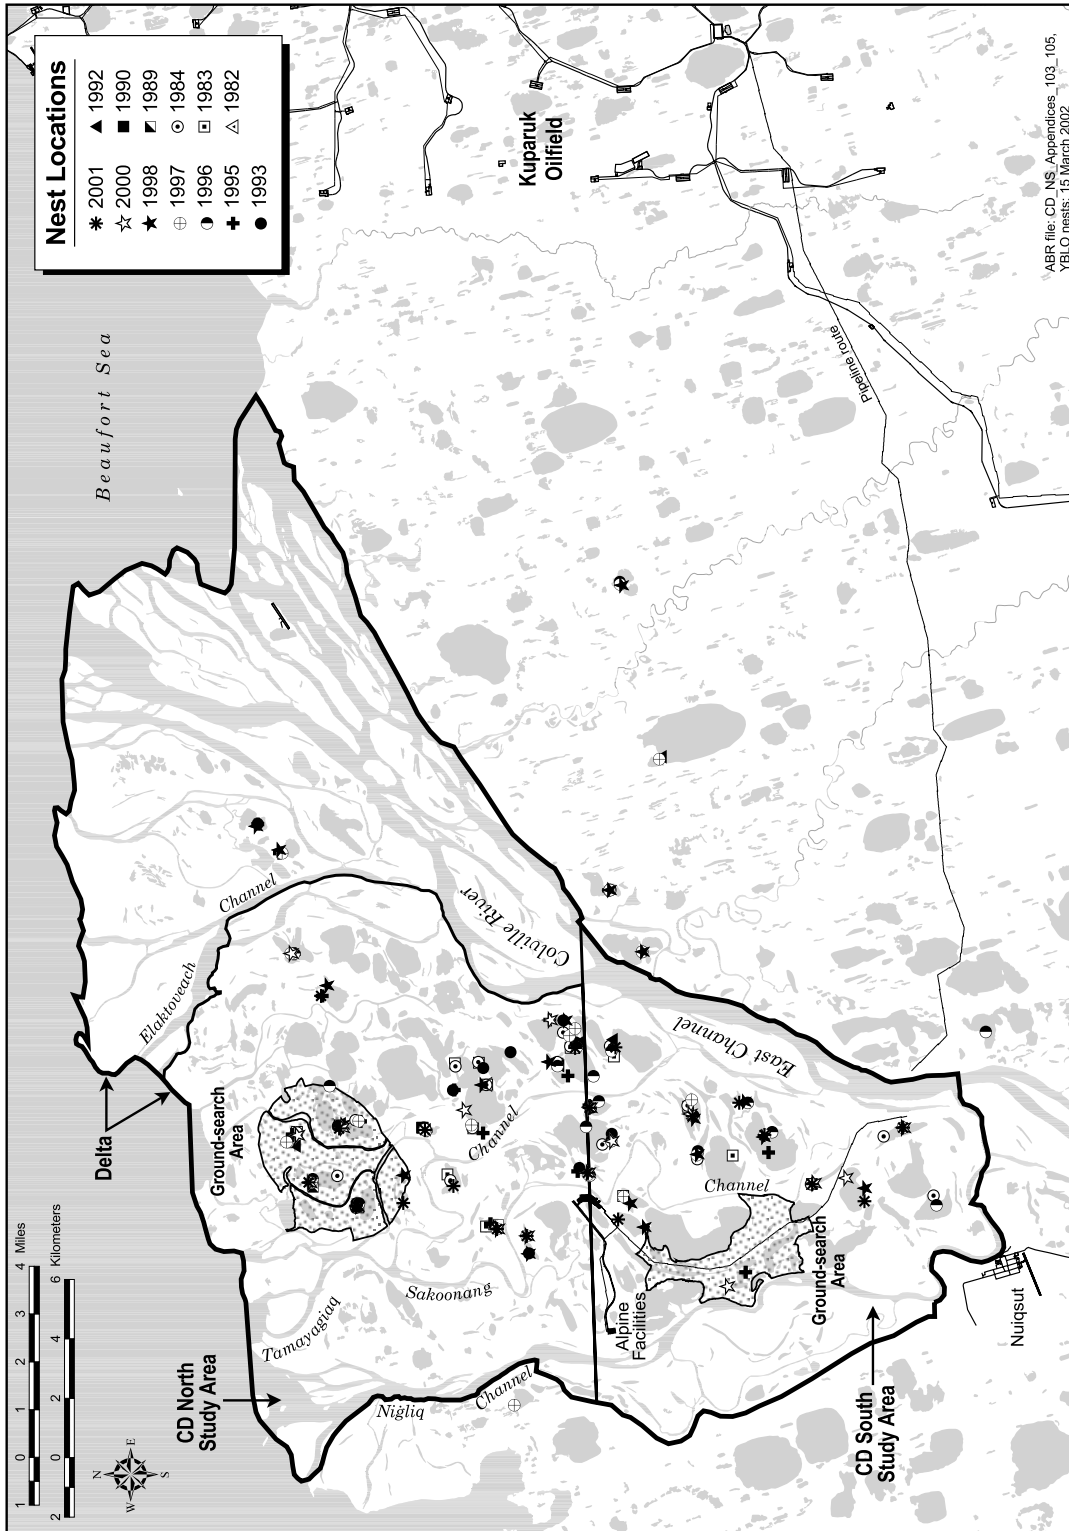 Nest Locations
2001
2000
1998
1997
1996
1995
1993
1992
1990
1989
1984
1983
1982
Beaufort Sea
Kuparuk
Oilfield
Pipeline route
Elaktoveach
Channel
Colville River
East Channel
Delta
Ground-search
Area
Channel
Sakoonang
Tamayagiaq
CD North
Study Area
Niġliq
Channel
Alpine
Facilities
Channel
Ground-search
Area
CD South
Study Area
Nuiqsut
1 0 1 2 3 4 Miles
2 0 2 4 6 Kilometers
N
E
S
W
ABR file: CD_NS_Appendices_103_105,
YBLO nests; 15 March 2002